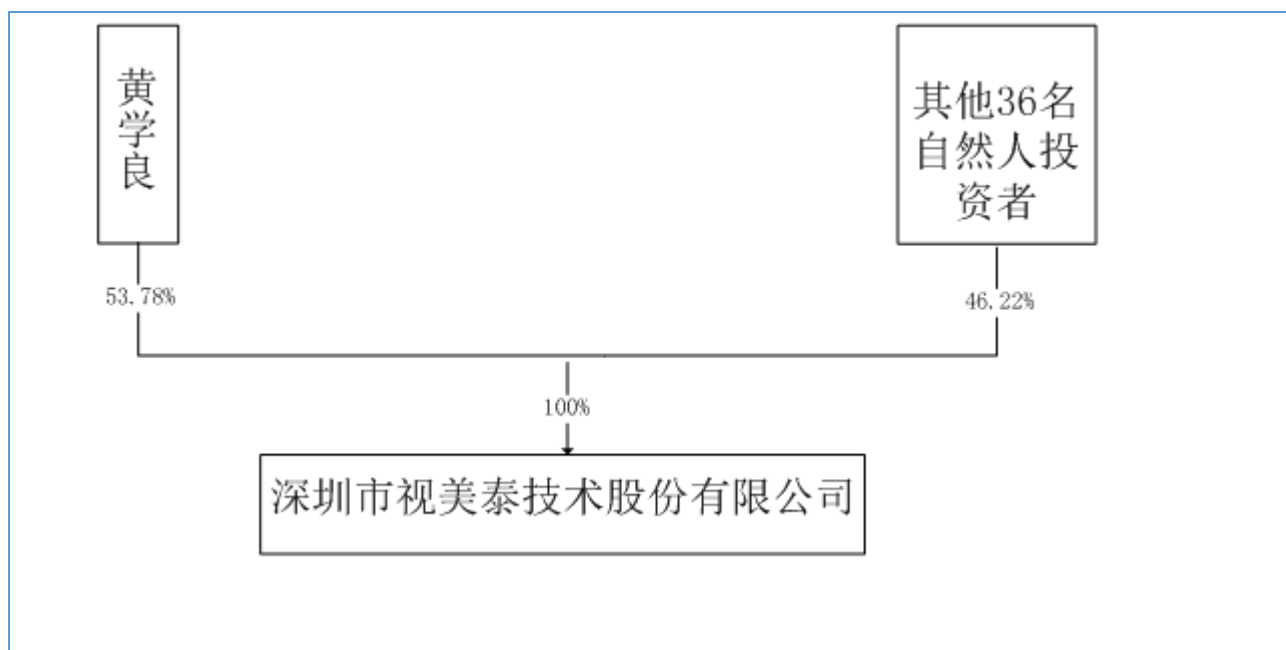 黄
学
良
其他36名
自然人投
资者
53.78%
46.22%
100%
深圳市视美泰技术股份有限公司